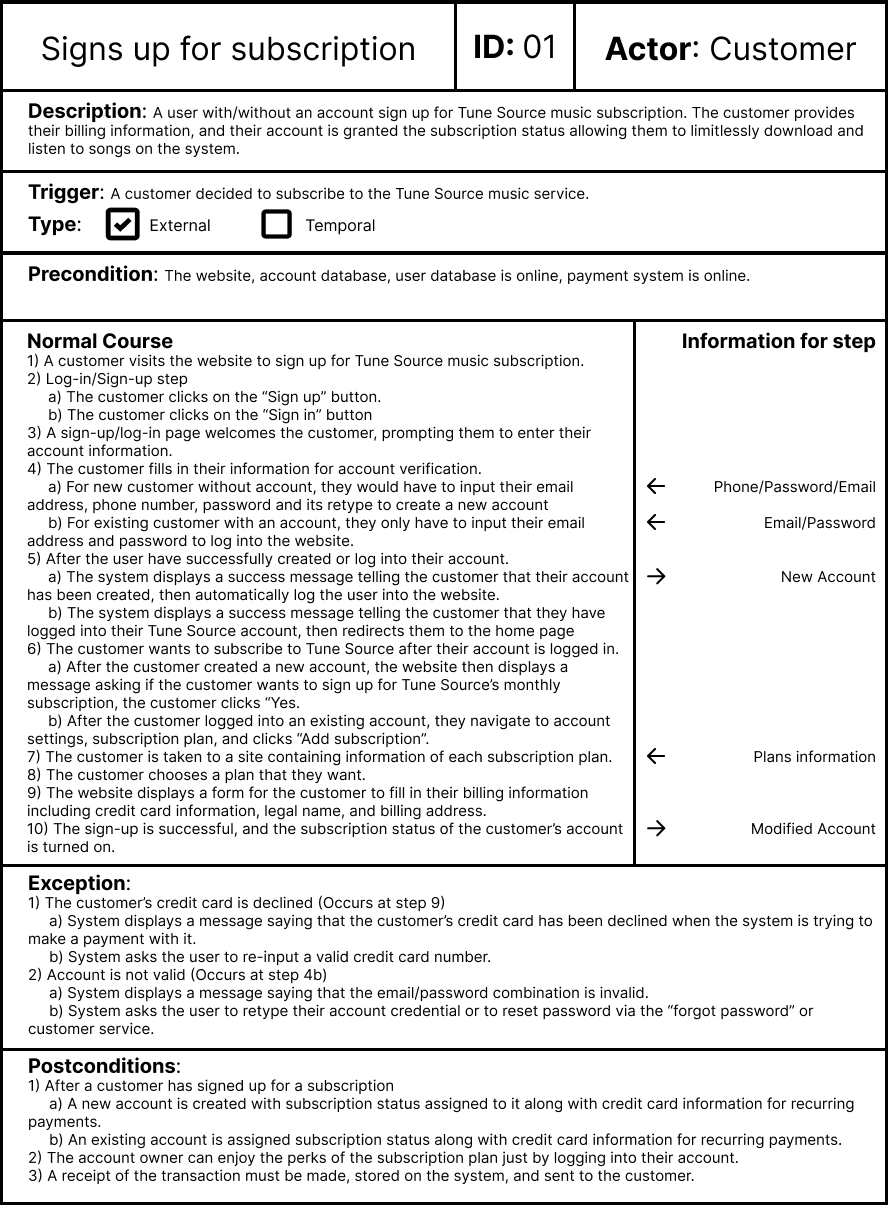 Signs up for subscription
ID: 01
Actor: Customer
Description: A user with/without an account sign up for Tune Source music subscription. The customer provides
their billing information, and their account is granted the subscription status allowing them to limitlessly download and
listen to songs on the system.
Trigger: A customer decided to subscribe to the Tune Source music service.
Type: External Temporal
Precondition: The website, account database, user database is online, payment system is online.
Normal Course
Information for step
1) A customer visits the website to sign up for Tune Source music subscription.
2) Log-in/Sign-up step
a) The customer clicks on the “Sign up” button.
b) The customer clicks on the “Sign in” button
3) A sign-up/log-in page welcomes the customer, prompting them to enter their
account information.
4) The customer fills in their information for account verification.
a) For new customer without account, they would have to input their email
← Phone/Password/Email
address, phone number, password and its retype to create a new account
b) For existing customer with an account, they only have to input their email
← Email/Password
address and password to log into the website.
5) After the user have successfully created or log into their account.
a) The system displays a success message telling the customer that their account
→ New Account
has been created, then automatically log the user into the website.
b) The system displays a success message telling the customer that they have
logged into their Tune Source account, then redirects them to the home page
6) The customer wants to subscribe to Tune Source after their account is logged in.
a) After the customer created a new account, the website then displays a
message asking if the customer wants to sign up for Tune Source’s monthly
subscription, the customer clicks “Yes.
b) After the customer logged into an existing account, they navigate to account
settings, subscription plan, and clicks “Add subscription”.
7) The customer is taken to a site containing information of each subscription plan.
← Plans information
8) The customer chooses a plan that they want.
9) The website displays a form for the customer to fill in their billing information
including credit card information, legal name, and billing address.
10) The sign-up is successful, and the subscription status of the customer’s account
→ Modified Account
is turned on.
Exception:
1) The customer’s credit card is declined (Occurs at step 9)
a) System displays a message saying that the customer’s credit card has been declined when the system is trying to
make a payment with it.
b) System asks the user to re-input a valid credit card number.
2) Account is not valid (Occurs at step 4b)
a) System displays a message saying that the email/password combination is invalid.
b) System asks the user to retype their account credential or to reset password via the “forgot password” or
customer service.
Postconditions:
1) After a customer has signed up for a subscription
a) A new account is created with subscription status assigned to it along with credit card information for recurring
payments.
b) An existing account is assigned subscription status along with credit card information for recurring payments.
2) The account owner can enjoy the perks of the subscription plan just by logging into their account.
3) A receipt of the transaction must be made, stored on the system, and sent to the customer.